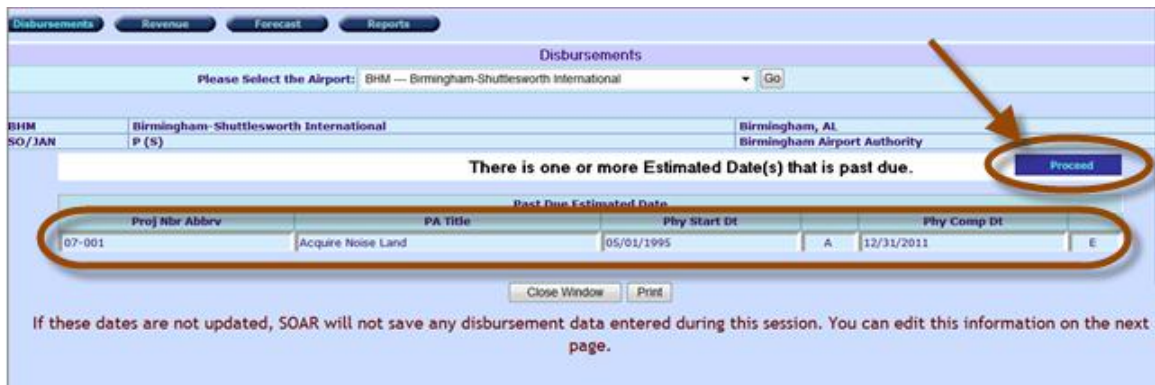 Disbursements Revenue Forecast Reports
Disbursements
Please Select the Airport: BHM --- Birmingham-Shuttlesworth International Go
BHM Birmingham-Shuttlesworth International Birmingham, AL
SO/JAN P (S) Birmingham Airport Authority
There is one or more Estimated Date(s) that is past due. Proceed
Past Due Estimated Date
Proj Nbr Abbrv PA Title Phy Start Dt Phy Comp Dt
07-001 Acquire Noise Land 05/01/1995 A 12/31/2011 E
Close Window Print
If these dates are not updated, SOAR will not save any disbursement data entered during this session. You can edit this information on the next
page.